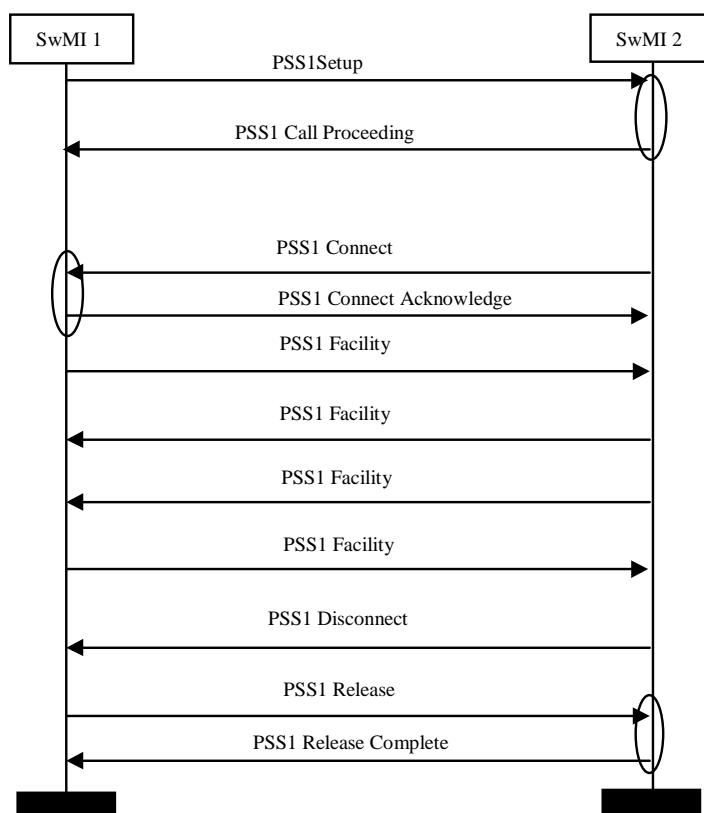 SwMI 1
SwMI 2
PSS1Setup
PSS1 Call Proceeding
PSS1 Connect
PSS1 Connect Acknowledge
PSS1 Facility
PSS1 Facility
PSS1 Facility
PSS1 Facility
PSS1 Disconnect
PSS1 Release
PSS1 Release Complete